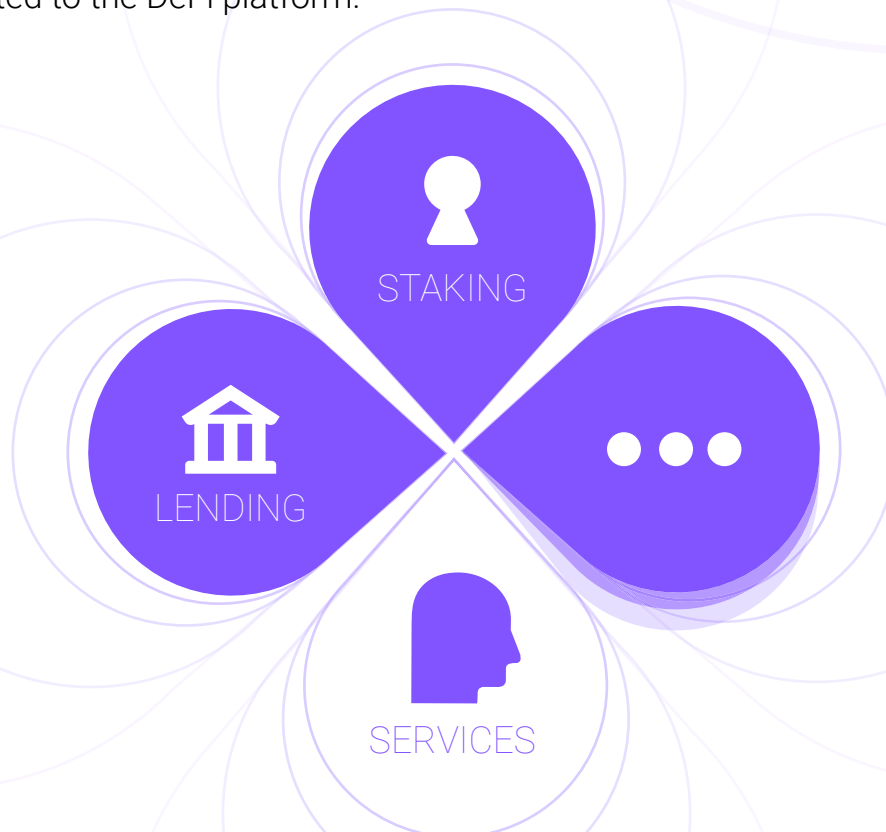 to the DeFi platform.
STAKING
LENDING
SERVICES